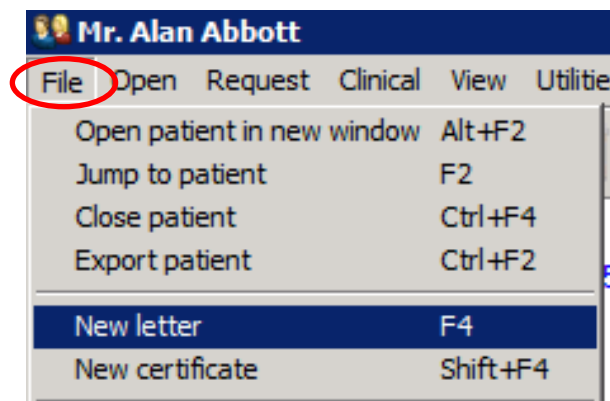 Mr. Alan Abbott
File Open Request Clinical View Utilitie
Open patient in new window Alt+F2
Jump to patient F2
Close patient Ctrl+F4
Export patient Ctrl+F2
New letter F4
New certificate Shift+F4